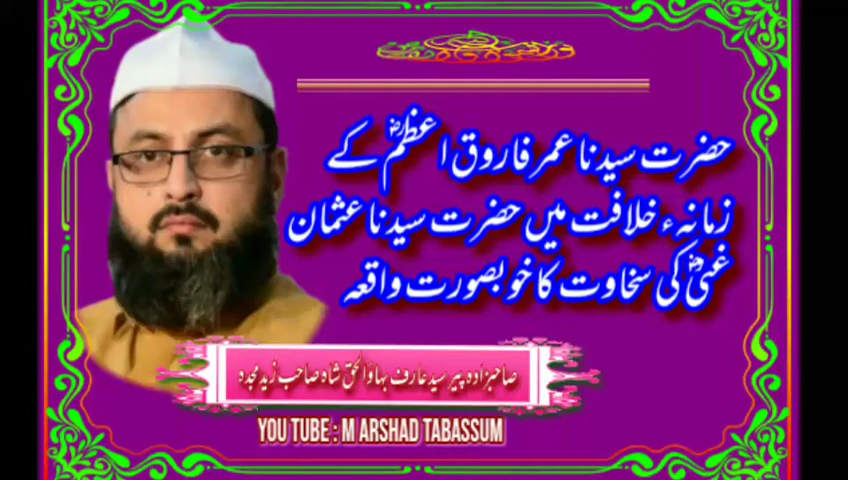 حضرت سیدنا عمر فاروق اعظمؓ کے
زمانہء خلافت میں حضرت سیدنا عثمان
غنیؓ کی سخاوت کا خوبصورت واقعہ
صاحبزادہ پیر سید عارف بہاؤالحق شاہ صاحب زید مجدہ
YOU TUBE : M ARSHAD TABASSUM